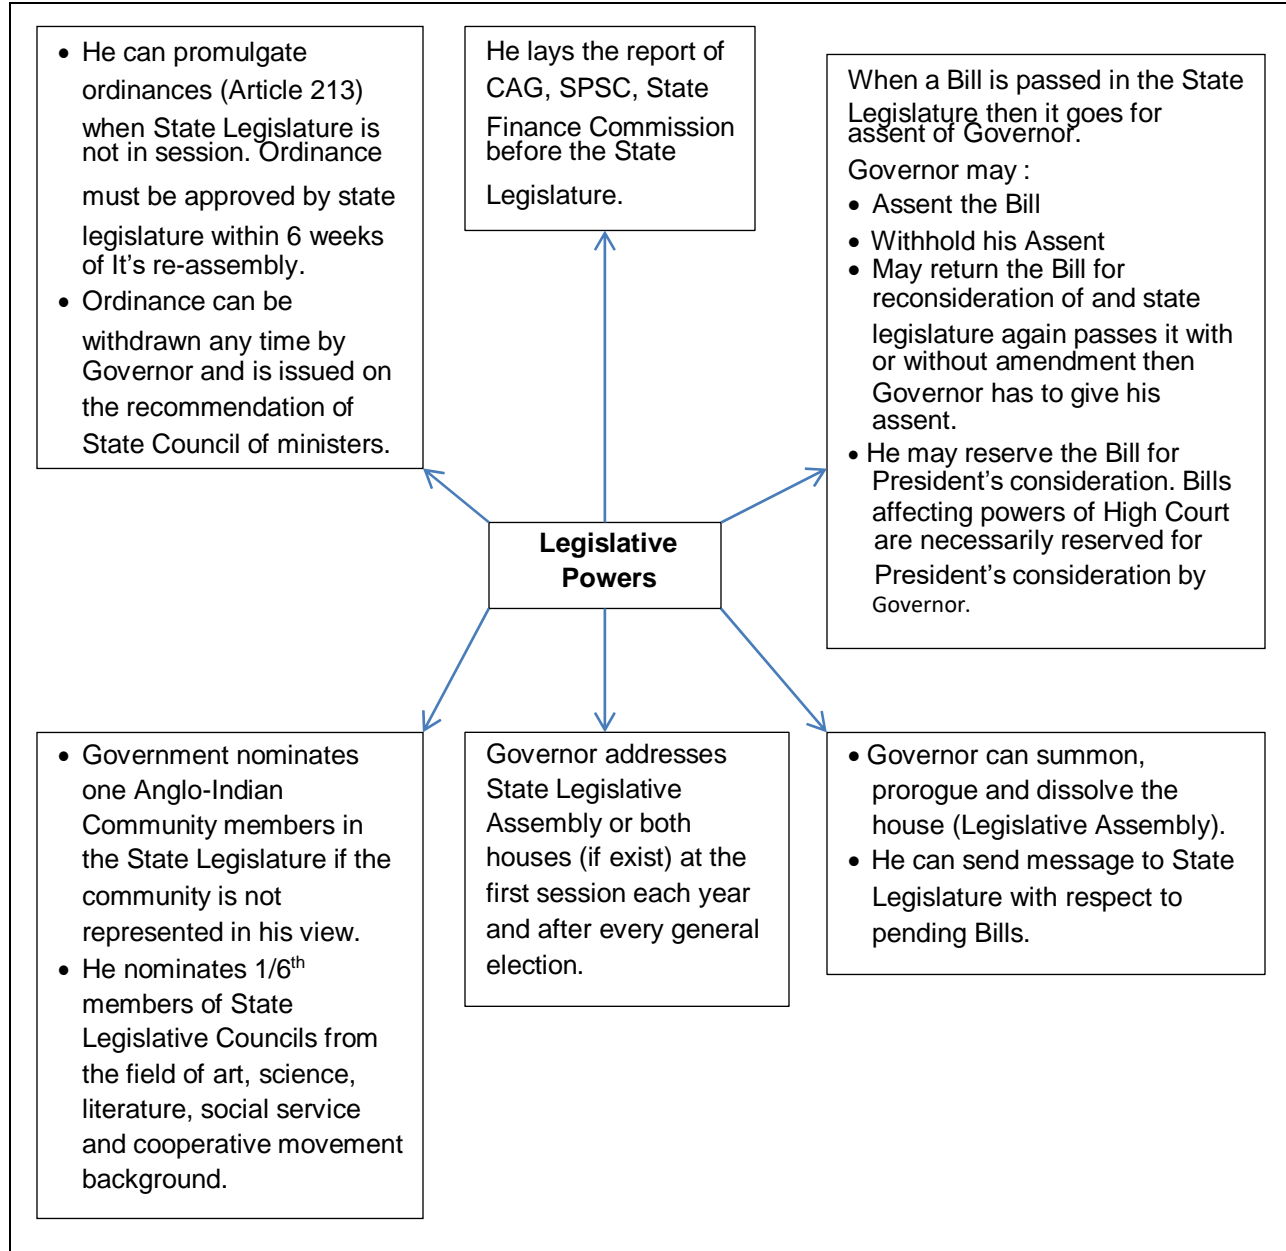 • He can promulgate
ordinances (Article 213)
when State Legislature is
not in session. Ordinance
must be approved by state
legislature within 6 weeks
of It’s re-assembly.
• Ordinance can be
withdrawn any time by
Governor and is issued on
the recommendation of
State Council of ministers.
He lays the report of
CAG, SPSC, State
Finance Commission
before the State
Legislature.
When a Bill is passed in the State
Legislature then it goes for
assent of Governor.
Governor may :
• Assent the Bill
• Withhold his Assent
• May return the Bill for
reconsideration of and state
legislature again passes it with
or without amendment then
Governor has to give his
assent.
• He may reserve the Bill for
President’s consideration. Bills
affecting powers of High Court
are necessarily reserved for
President’s consideration by
Governor.
Legislative
Powers
• Government nominates
one Anglo-Indian
Community members in
the State Legislature if the
community is not
represented in his view.
• He nominates 1/6th
members of State
Legislative Councils from
the field of art, science,
literature, social service
and cooperative movement
background.
Governor addresses
State Legislative
Assembly or both
houses (if exist) at the
first session each year
and after every general
election.
• Governor can summon,
prorogue and dissolve the
house (Legislative Assembly).
• He can send message to State
Legislature with respect to
pending Bills.